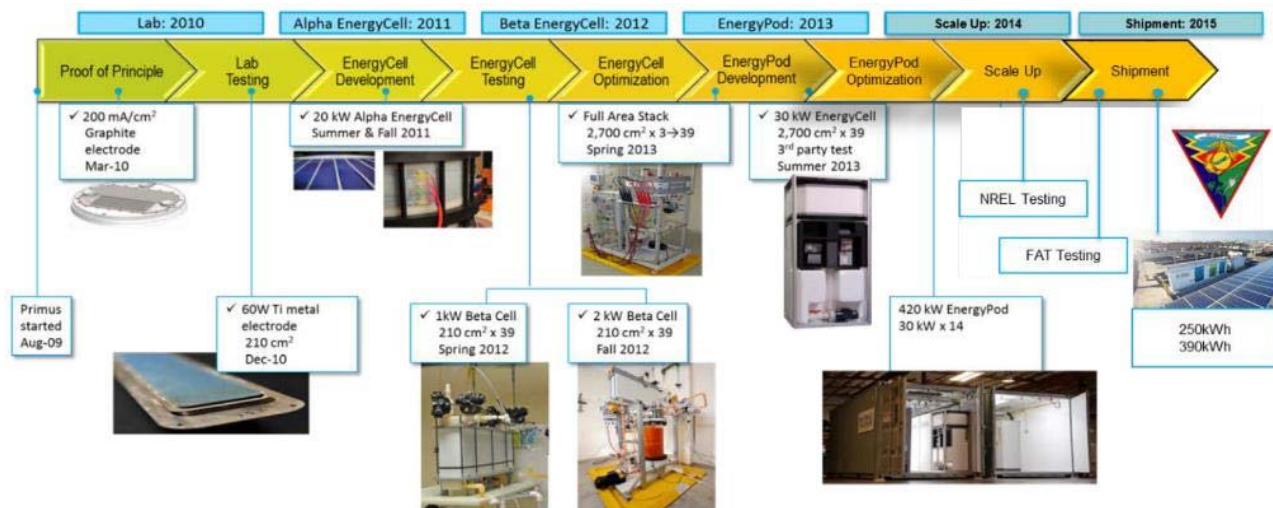 Lab: 2010
Alpha EnergyCell: 2011
Beta EnergyCell: 2012
EnergyPod: 2013
Scale Up: 2014
Shipment: 2015
Proof of Principle
Lab
Testing
EnergyCell
Development
EnergyCell
Testing
EnergyCell
Optimization
EnergyPod
Development
EnergyPod
Optimization
Scale Up
Shipment
✓ 200 mA/cm²
Graphite
electrode
Mar-10
✓ 20 kW Alpha EnergyCell
Summer & Fall 2011
✓ Full Area Stack
2,700 cm² x 3→39
Spring 2013
✓ 30 kW EnergyCell
2,700 cm² x 39
3rd party test
Summer 2013
NREL Testing
FAT Testing
Primus
started
Aug-09
✓ 60W Ti metal
electrode
210 cm²
Dec-10
✓ 1kW Beta Cell
210 cm² x 39
Spring 2012
✓ 2 kW Beta Cell
210 cm² x 39
Fall 2012
420 kW EnergyPod
30 kW x 14
250kWh
390kWh